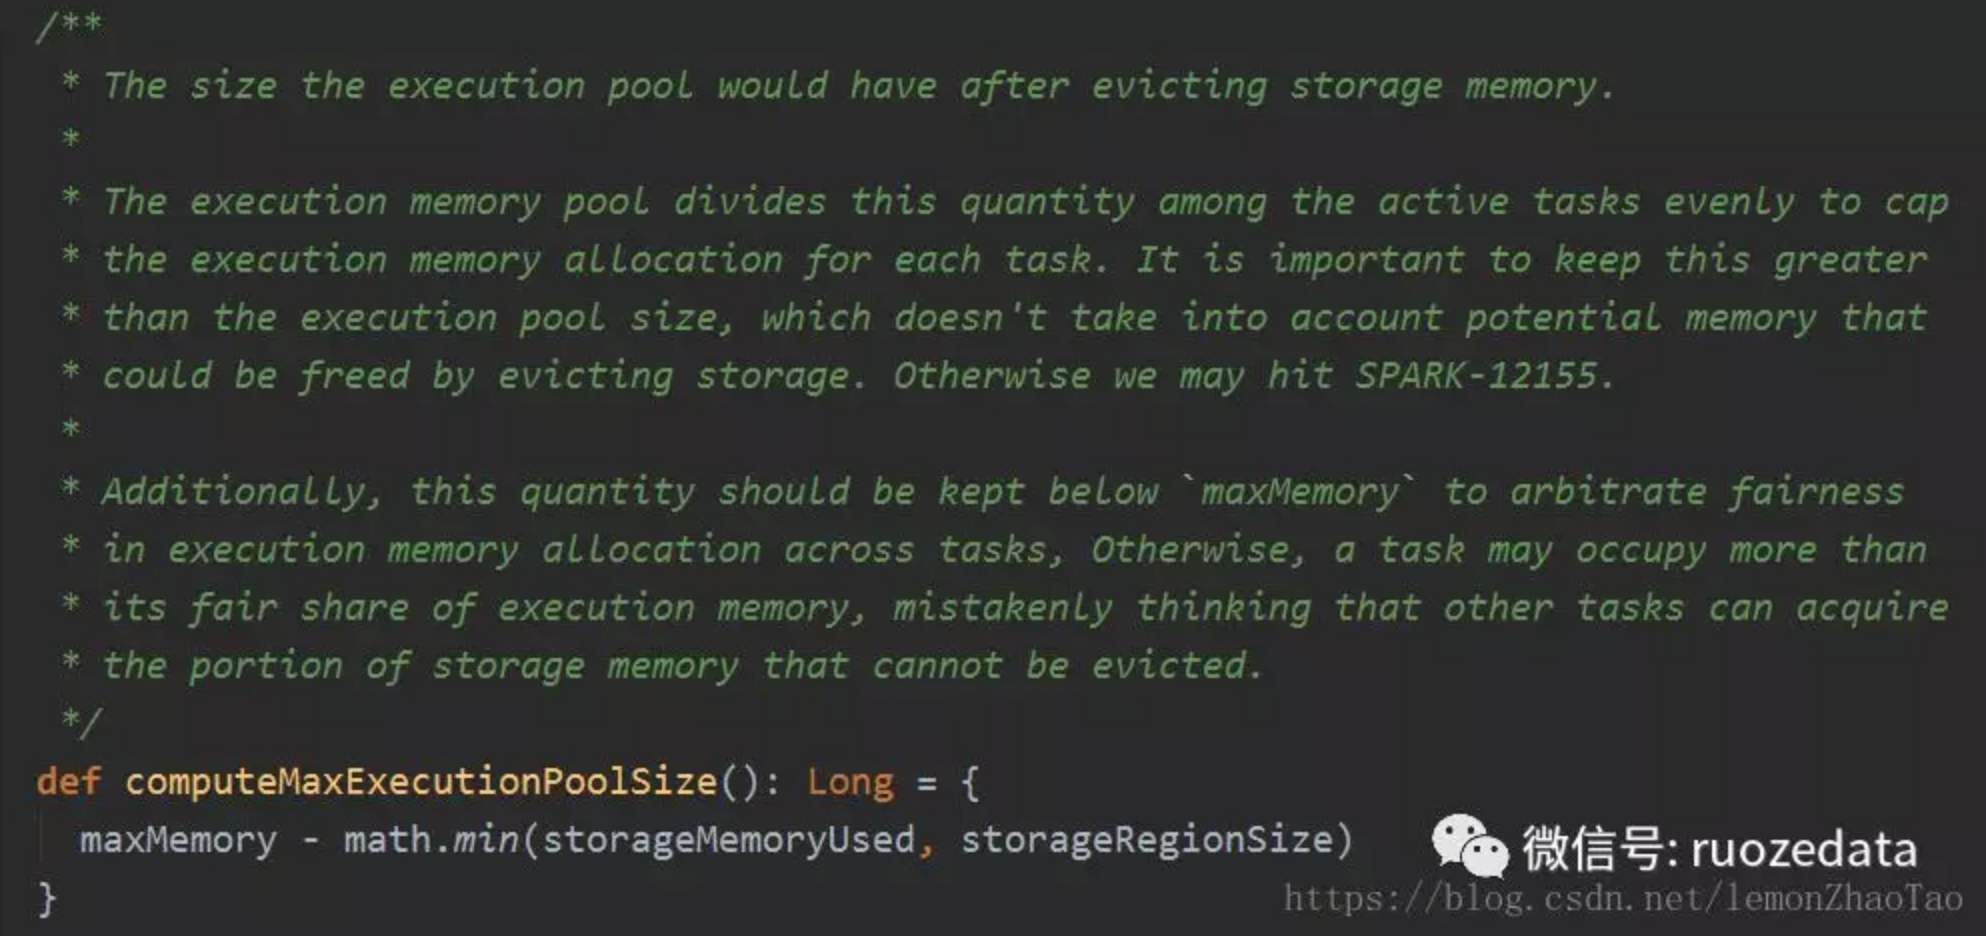 /**
* The size the execution pool would have after evicting storage memory.
*
* The execution memory pool divides this quantity among the active tasks evenly to cap
* the execution memory allocation for each task. It is important to keep this greater
* than the execution pool size, which doesn't take into account potential memory that
* could be freed by evicting storage. Otherwise we may hit SPARK-12155.
*
* Additionally, this quantity should be kept below `maxMemory` to arbitrate fairness
* in execution memory allocation across tasks, Otherwise, a task may occupy more than
* its fair share of execution memory, mistakenly thinking that other tasks can acquire
* the portion of storage memory that cannot be evicted.
*/
def computeMaxExecutionPoolSize(): Long = {
maxMemory - math.min(storageMemoryUsed, storageRegionSize)
}
微信号: ruozedata
https://blog.csdn.net/lemonZhaoTao